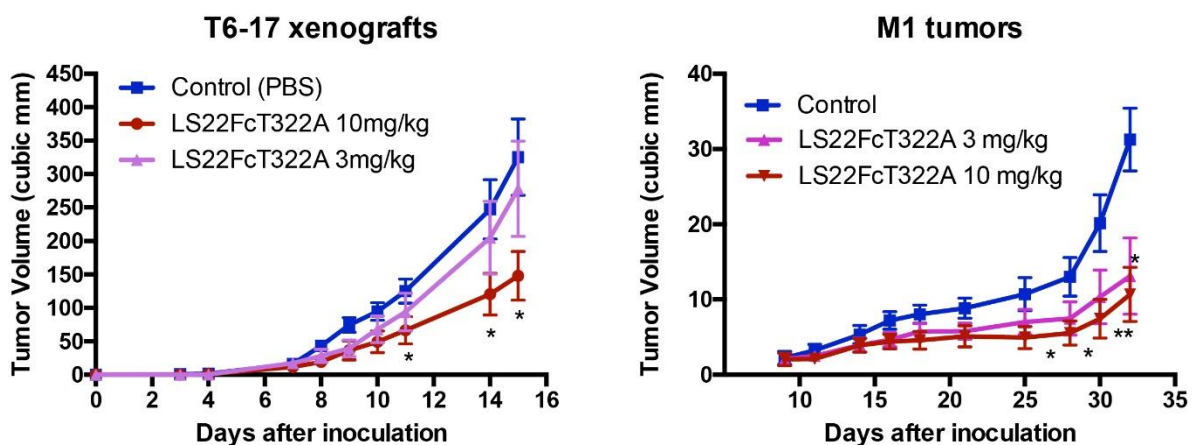 T6-17 xenografts
Tumor Volume (cubic mm)
450
400
350
300
250
200
150
100
50
0
Control (PBS)
LS22FcT322A 10mg/kg
LS22FcT322A 3mg/kg
*
*
*
0 2 4 6 8 10 12 14 16
Days after inoculation
M1 tumors
Tumor Volume (cubic mm)
40
30
20
10
0
Control
LS22FcT322A 3 mg/kg
LS22FcT322A 10 mg/kg
*
**
*
*
10 15 20 25 30 35
Days after inoculation